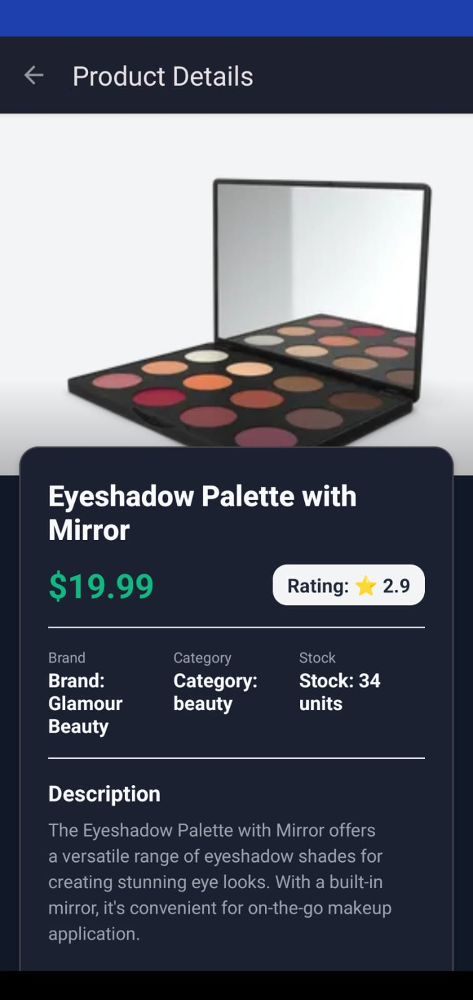 Product Details
Eyeshadow Palette with
Mirror
$19.99
Rating: ⭐ 2.9
Brand
Category
Stock
Brand:
Glamour
Beauty
Category:
beauty
Stock: 34
units
Description
The Eyeshadow Palette with Mirror offers
a versatile range of eyeshadow shades for
creating stunning eye looks. With a built-in
mirror, it's convenient for on-the-go makeup
application.